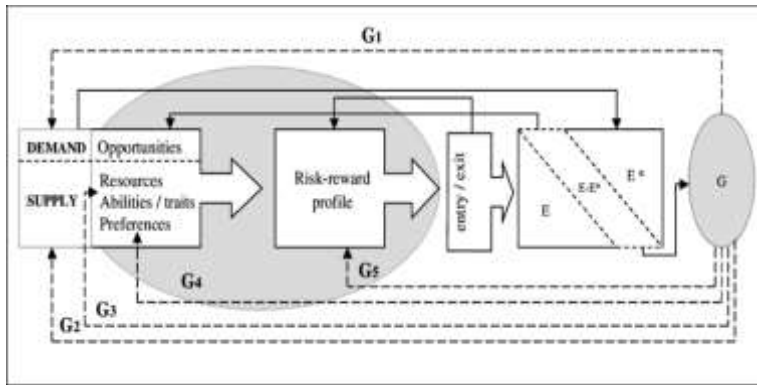 G1
DEMAND
Opportunities
SUPPLY
Resources
Abilities / traits
Preferences
Risk-reward
profile
entry / exit
E
E-E*
E*
G
G4
G5
G3
G2